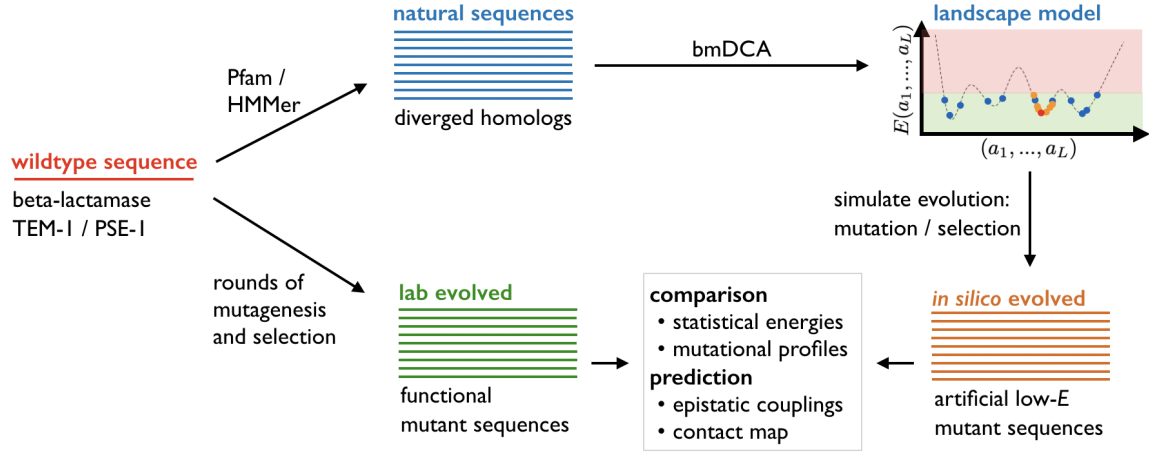 natural sequences
landscape model
bmDCA
Pfam /
HMMer
diverged homologs
E(a₁, ..., a_L)
(a₁, ..., a_L)
wildtype sequence
beta-lactamase
TEM-1 / PSE-1
simulate evolution:
mutation / selection
rounds of
mutagenesis
and selection
lab evolved
functional
mutant sequences
comparison
• statistical energies
• mutational profiles
prediction
• epistatic couplings
• contact map
in silico evolved
artificial low-E
mutant sequences